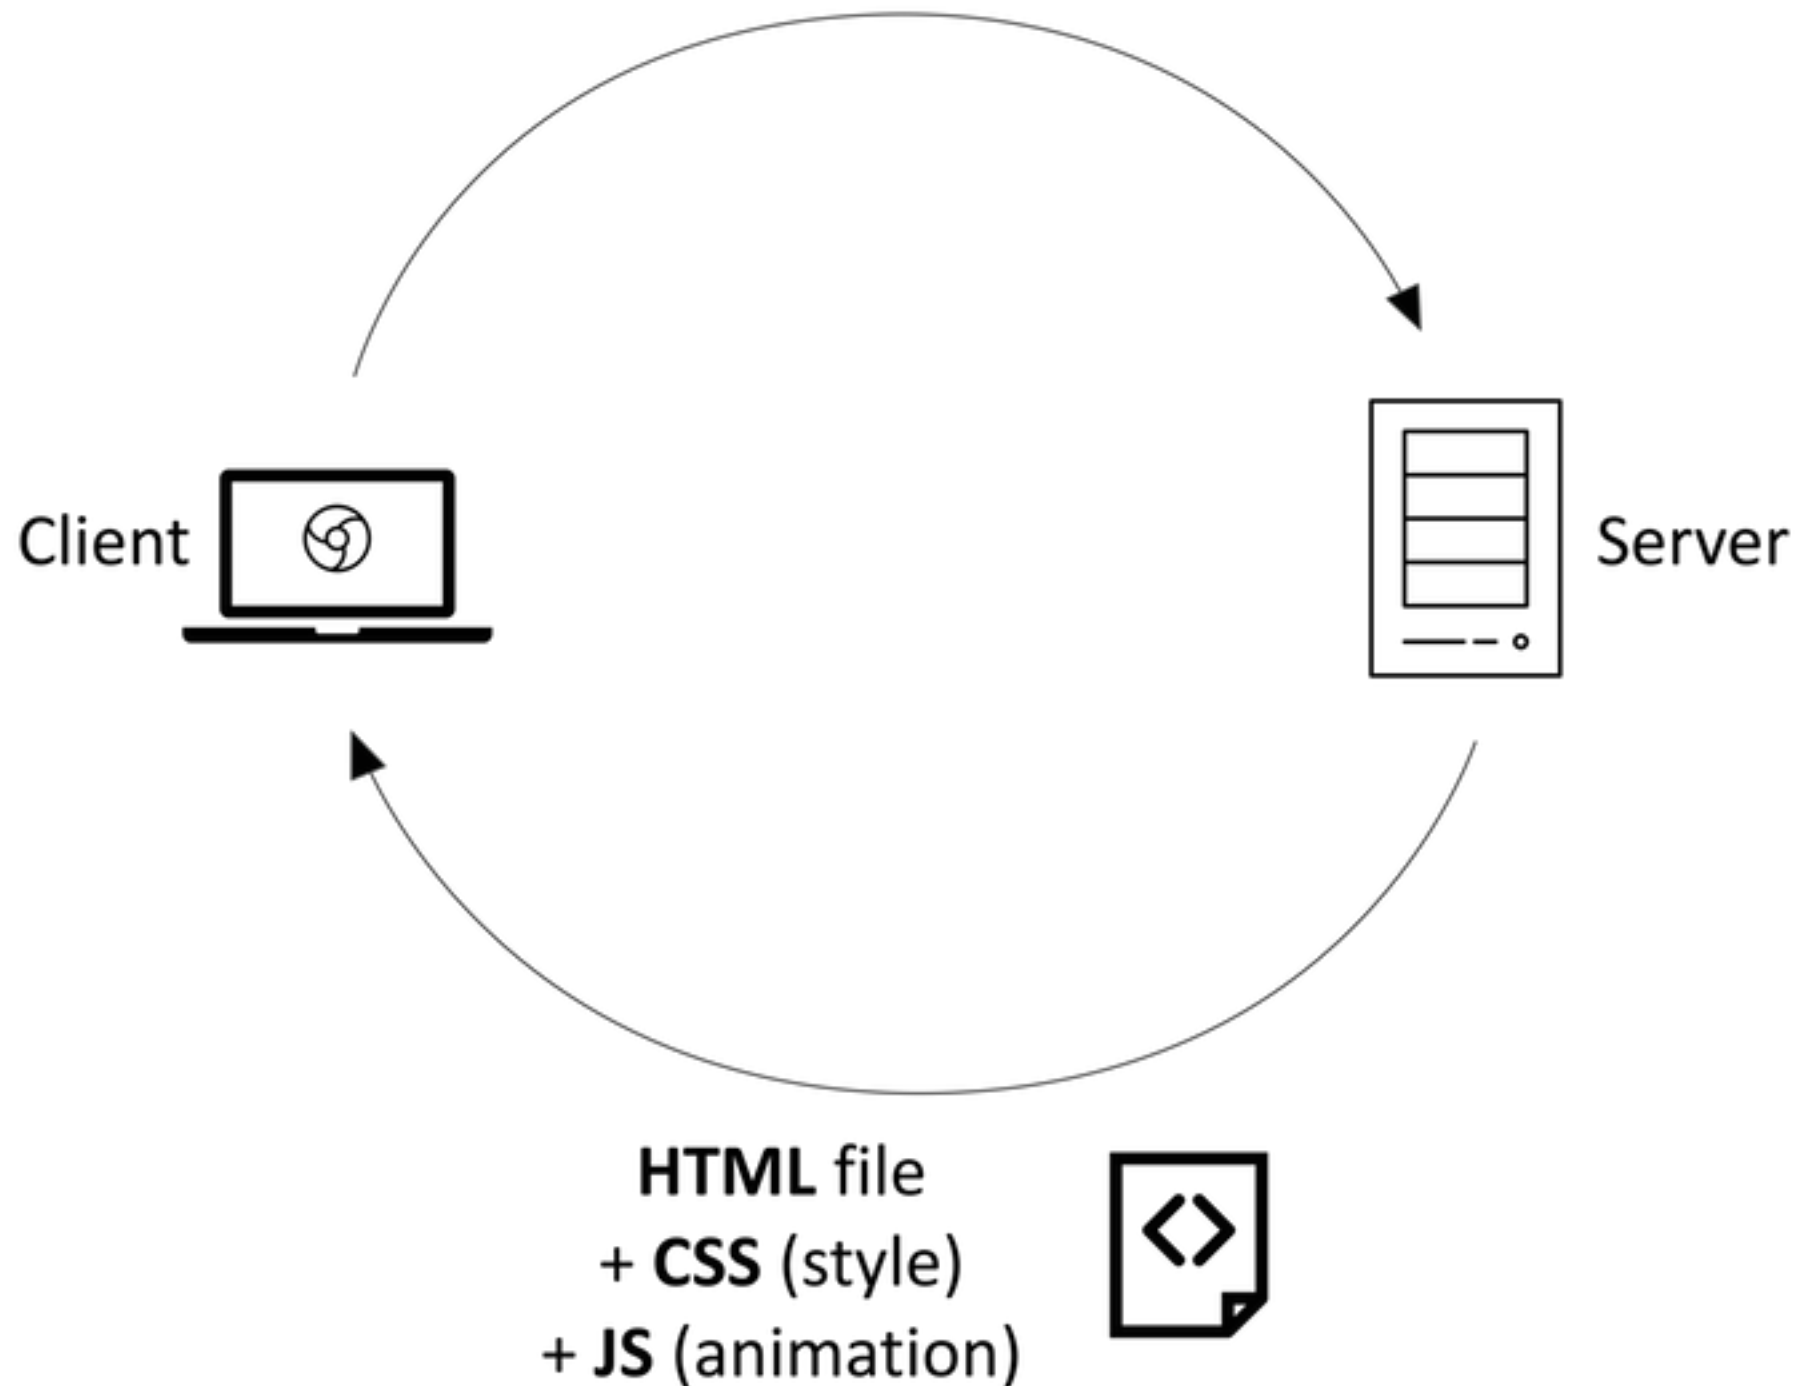 Client
Server
HTML file
+ CSS (style)
+ JS (animation)